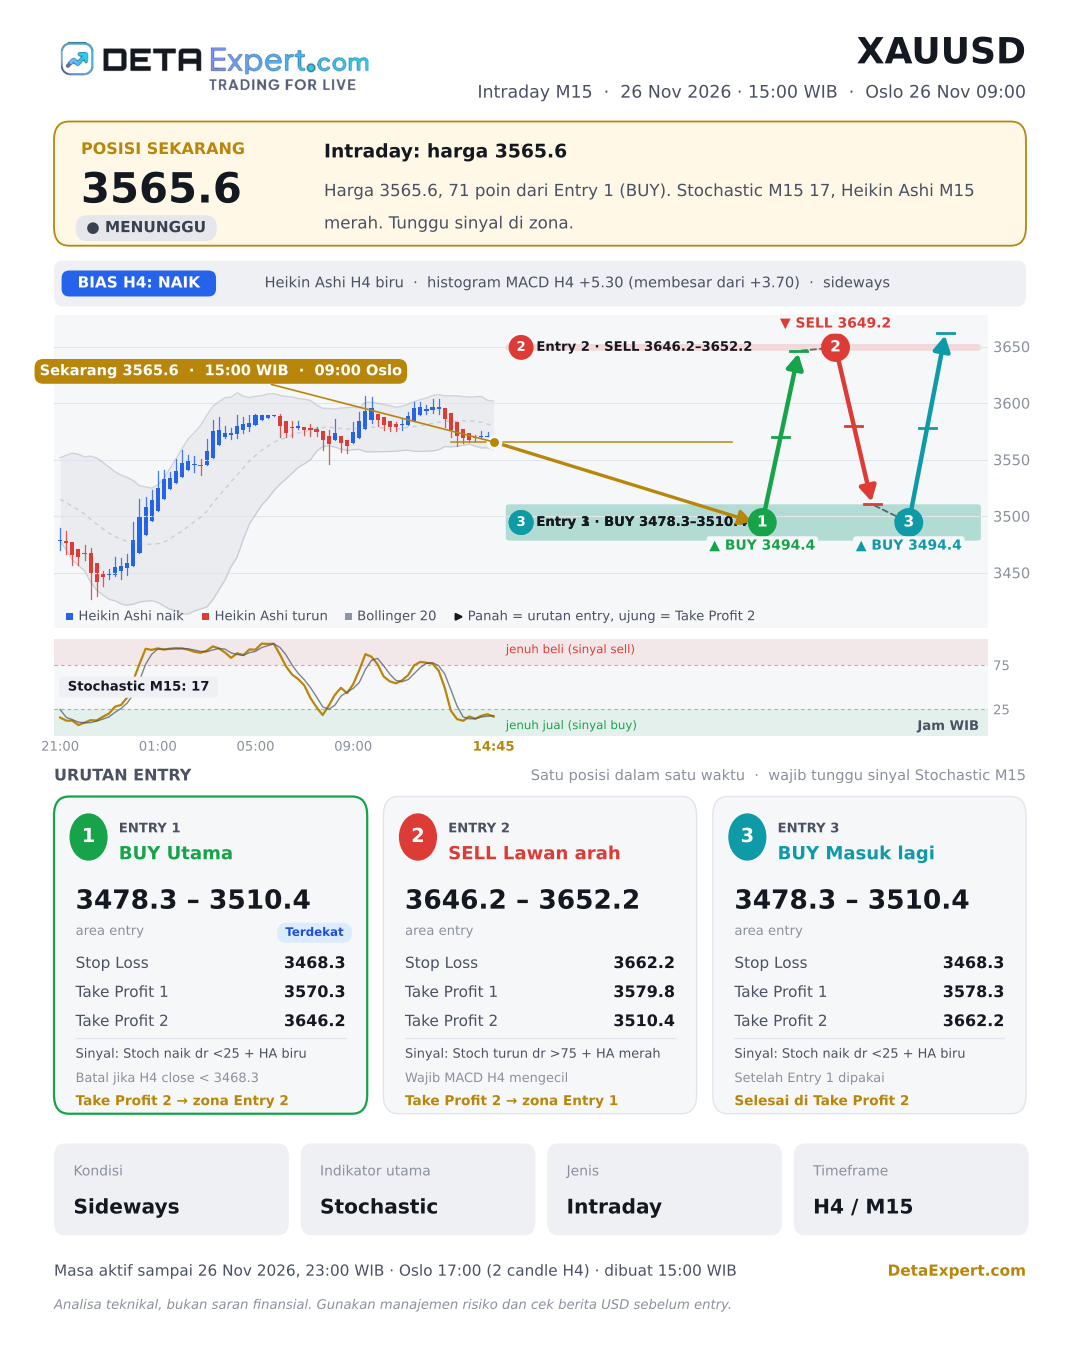 DETA Expert.com
TRADING FOR LIVE
XAUUSD
Intraday M15 · 26 Nov 2026 · 15:00 WIB · Oslo 26 Nov 09:00
POSISI SEKARANG
3565.6
● MENUNGGU
Intraday: harga 3565.6
Harga 3565.6, 71 poin dari Entry 1 (BUY). Stochastic M15 17, Heikin Ashi M15
merah. Tunggu sinyal di zona.
BIAS H4: NAIK
Heikin Ashi H4 biru · histogram MACD H4 +5.30 (membesar dari +3.70) · sideways
▼ SELL 3649.2
2 Entry 2 · SELL 3646.2–3652.2
2
3650
Sekarang 3565.6 · 15:00 WIB · 09:00 Oslo
3600
3550
3500
3450
3 Entry 3 · BUY 3478.3–3510.4
1
3
▲ BUY 3494.4
▲ BUY 3494.4
Heikin Ashi naik
Heikin Ashi turun
Bollinger 20
Panah = urutan entry, ujung = Take Profit 2
jenuh beli (sinyal sell)
75
Stochastic M15: 17
25
jenuh jual (sinyal buy)
Jam WIB
21:00 01:00 05:00 09:00 14:45
URUTAN ENTRY
Satu posisi dalam satu waktu · wajib tunggu sinyal Stochastic M15
1
ENTRY 1
BUY Utama
3478.3 – 3510.4
area entry
Terdekat
Stop Loss 3468.3
Take Profit 1 3570.3
Take Profit 2 3646.2
Sinyal: Stoch naik dr <25 + HA biru
Batal jika H4 close < 3468.3
Take Profit 2 → zona Entry 2
2
ENTRY 2
SELL Lawan arah
3646.2 – 3652.2
area entry
Stop Loss 3662.2
Take Profit 1 3579.8
Take Profit 2 3510.4
Sinyal: Stoch turun dr >75 + HA merah
Wajib MACD H4 mengecil
Take Profit 2 → zona Entry 1
3
ENTRY 3
BUY Masuk lagi
3478.3 – 3510.4
area entry
Stop Loss 3468.3
Take Profit 1 3578.3
Take Profit 2 3662.2
Sinyal: Stoch naik dr <25 + HA biru
Setelah Entry 1 dipakai
Selesai di Take Profit 2
Kondisi
Sideways
Indikator utama
Stochastic
Jenis
Intraday
Timeframe
H4 / M15
Masa aktif sampai 26 Nov 2026, 23:00 WIB · Oslo 17:00 (2 candle H4) · dibuat 15:00 WIB
DetaExpert.com
Analisa teknikal, bukan saran finansial. Gunakan manajemen risiko dan cek berita USD sebelum entry.